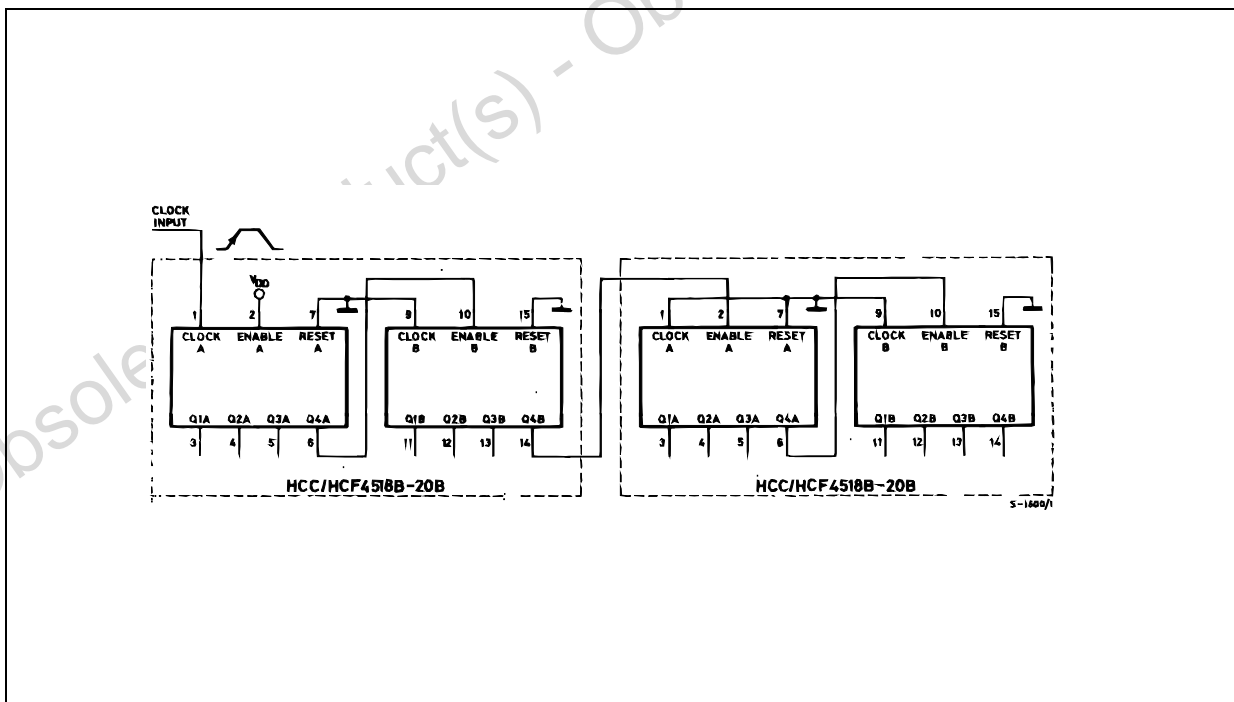 Obsolete Product(s) - Ob
CLOCK
INPUT
VDD
1 2 7 9 10 15
CLOCK A ENABLE A RESET A
CLOCK B ENABLE B RESET B
Q1A Q2A Q3A Q4A
Q1B Q2B Q3B Q4B
3 4 5 6 11 12 13 14
HCC/HCF4518B-20B
1 2 7 9 10 15
CLOCK A ENABLE A RESET A
CLOCK B ENABLE B RESET B
Q1A Q2A Q3A Q4A
Q1B Q2B Q3B Q4B
3 4 5 6 11 12 13 14
HCC/HCF4518B-20B
S-1600/1